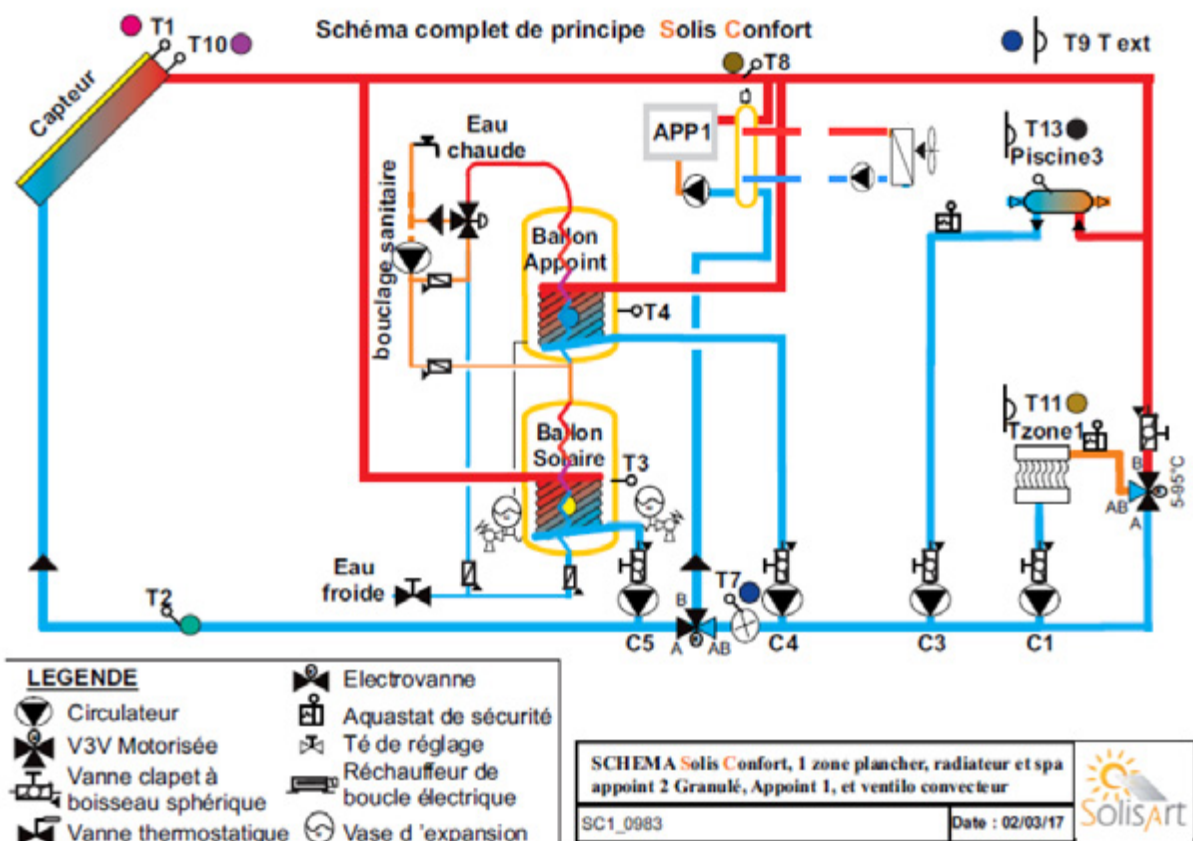 Schéma complet de principe Solis Confort
T1
T10
T8
T9 T ext
Capteur
Eau
chaude
APP1
T13
Piscine3
bouclage sanitaire
Ballon
Appoint
T4
T11
Tzone1
Ballon
Solaire
T3
B
AB
A
5-95°C
Eau
froide
T2
T7
B
A
AB
C5
C4
C3
C1
LEGENDE
Circulateur
V3V Motorisée
Vanne clapet à
boisseau sphérique
Vanne thermostatique
Electrovanne
Aquastat de sécurité
Té de réglage
Réchauffeur de
boucle électrique
Vase d 'expansion
SCHEMA Solis Confort, 1 zone plancher, radiateur et spa
appoint 2 Granulé, Appoint 1, et ventilo convecteur
SC1_0983
Date : 02/03/17
SolisArt